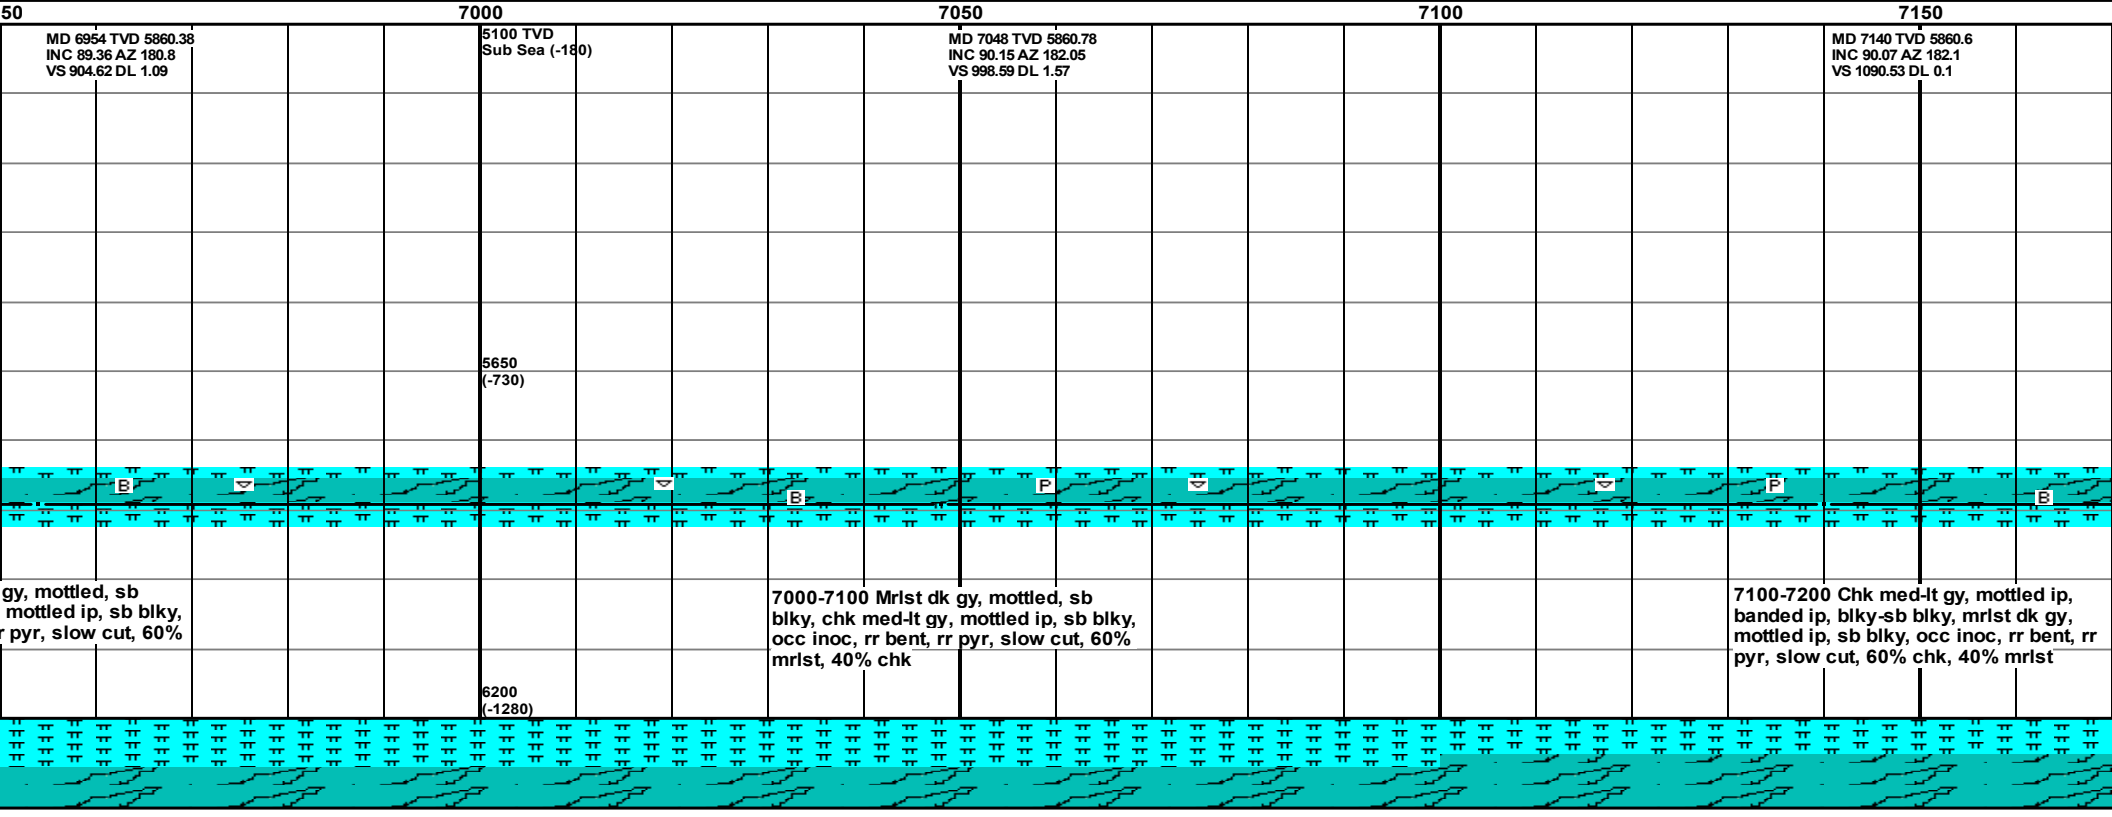 50 7000 7050 7100 7150
MD 6954 TVD 5860.38
INC 89.36 AZ 180.8
VS 904.62 DL 1.09
5100 TVD
Sub Sea (-180)
MD 7048 TVD 5860.78
INC 90.15 AZ 182.05
VS 998.59 DL 1.57
MD 7140 TVD 5860.6
INC 90.07 AZ 182.1
VS 1090.53 DL 0.1
5650
(-730)
B
B
P
P
B
gy, mottled, sb
mottled ip, sb blky,
r pyr, slow cut, 60%
7000-7100 Mrlst dk gy, mottled, sb
blky, chk med-lt gy, mottled ip, sb blky,
occ inoc, rr bent, rr pyr, slow cut, 60%
mrlst, 40% chk
7100-7200 Chk med-lt gy, mottled ip,
banded ip, blky-sb blky, mrlst dk gy,
mottled ip, sb blky, occ inoc, rr bent, rr
pyr, slow cut, 60% chk, 40% mrlst
6200
(-1280)